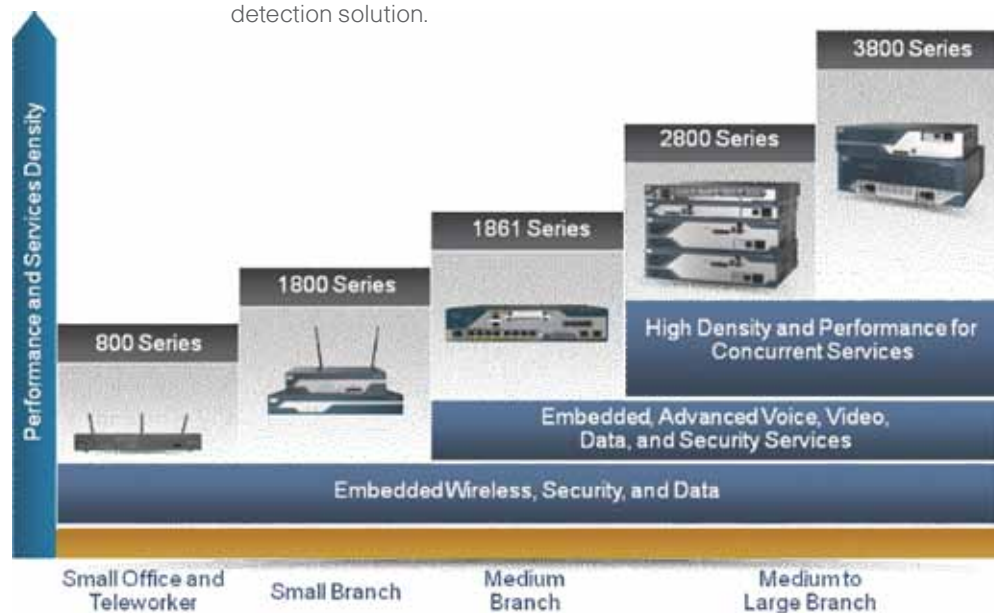 detection solution.
3800 Series
2800 Series
1861 Series
1800 Series
800 Series
Performance and Services Density
High Density and Performance for
Concurrent Services
Embedded, Advanced Voice, Video,
Data, and Security Services
Embedded Wireless, Security, and Data
Small Office and
Teleworker
Small Branch
Medium
Branch
Medium to
Large Branch